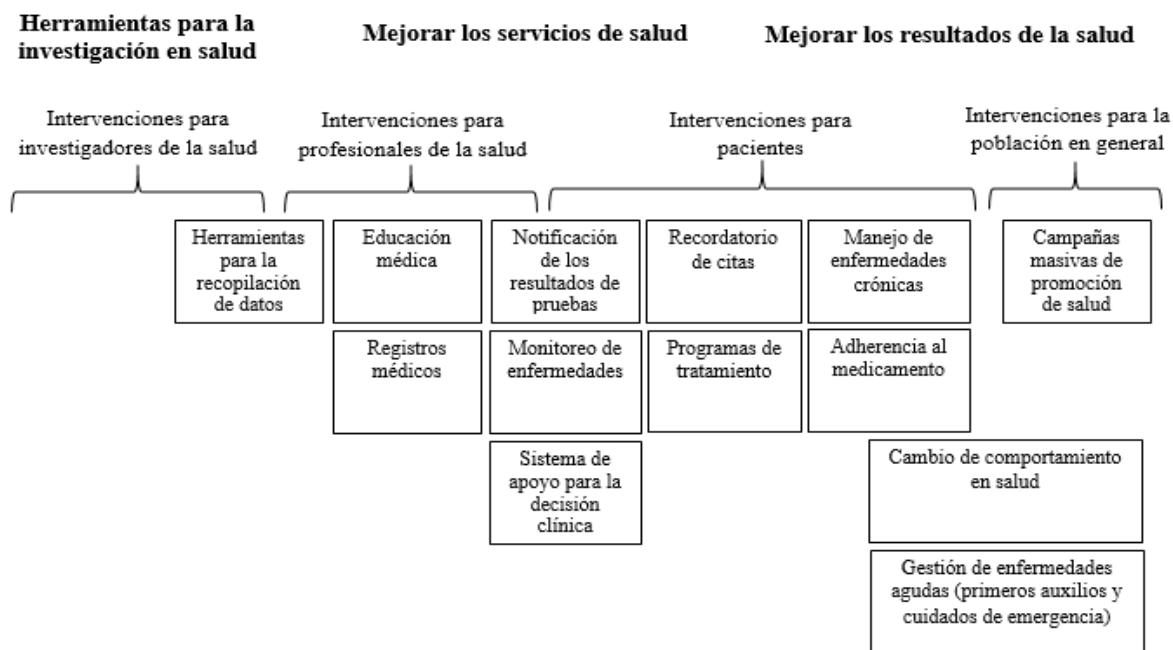 Herramientas para la
investigación en salud
Mejorar los servicios de salud
Mejorar los resultados de la salud
Intervenciones para
investigadores de la salud
Intervenciones para
profesionales de la salud
Intervenciones para
pacientes
Intervenciones para la
población en general
Herramientas
para la
recopilación
de datos
Educación
médica
Notificación
de los
resultados de
pruebas
Recordatorio
de citas
Manejo de
enfermedades
crónicas
Campañas
masivas de
promoción
de salud
Registros
médicos
Monitoreo de
enfermedades
Programas de
tratamiento
Adherencia al
medicamento
Sistema de
apoyo para la
decisión
clínica
Cambio de comportamiento
en salud
Gestión de enfermedades
agudas (primeros auxilios y
cuidados de emergencia)